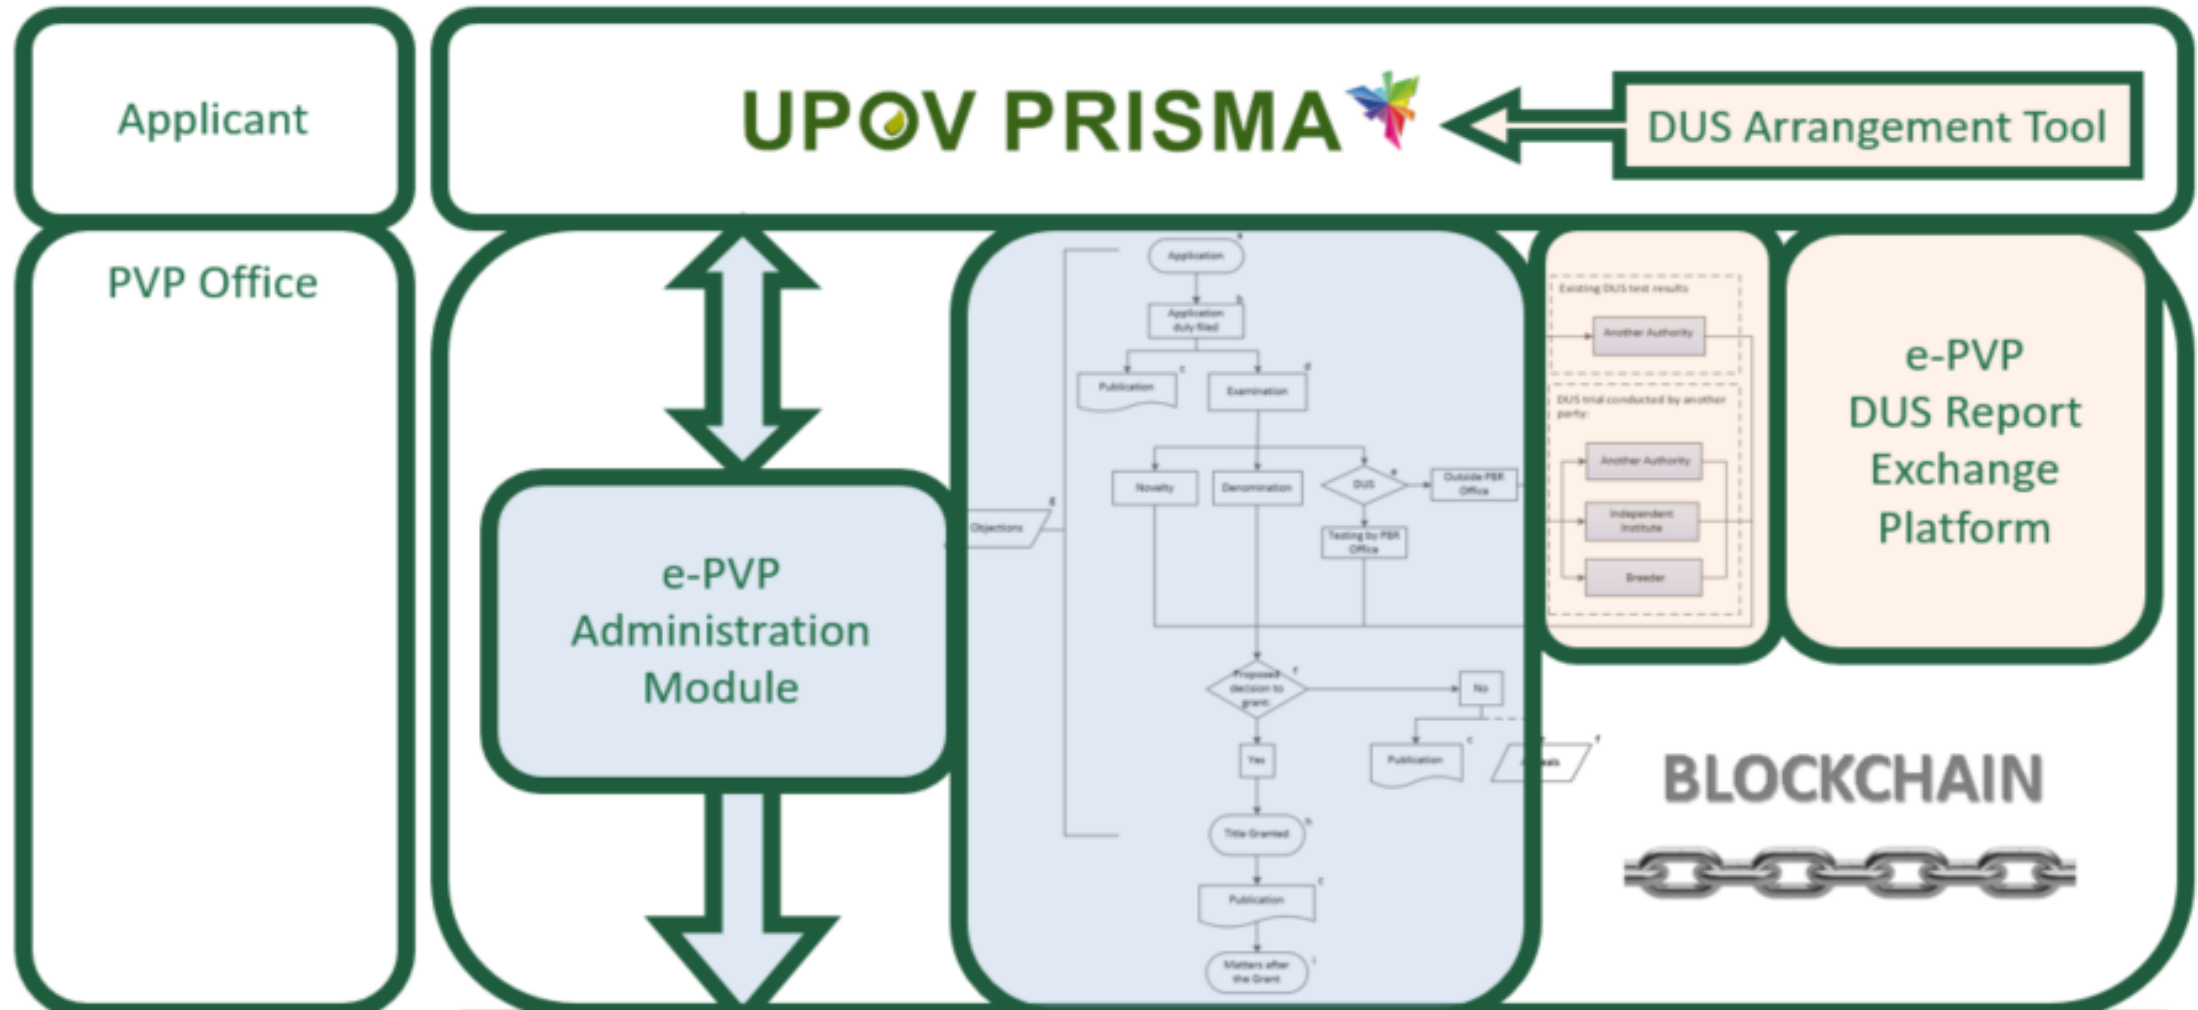 Applicant
UPOV PRISMA
DUS Arrangement Tool
PVP Office
e-PVP
Administration
Module
Application
a
Application
duly filed
b
Publication
c
Examination
d
Novelty
Denomination
DUS
e
Outside PBR
Office
Testing by PBR
Office
Objections
g
Proposed
decision to
grant:
f
No
Yes
Publication
c
f
Title Granted
h
Publication
c
Matters after
the Grant
i
Existing DUS test results
Another Authority
DUS trial conducted by another
party:
Another Authority
Independent
Institute
Breeder
e-PVP
DUS Report
Exchange
Platform
BLOCKCHAIN